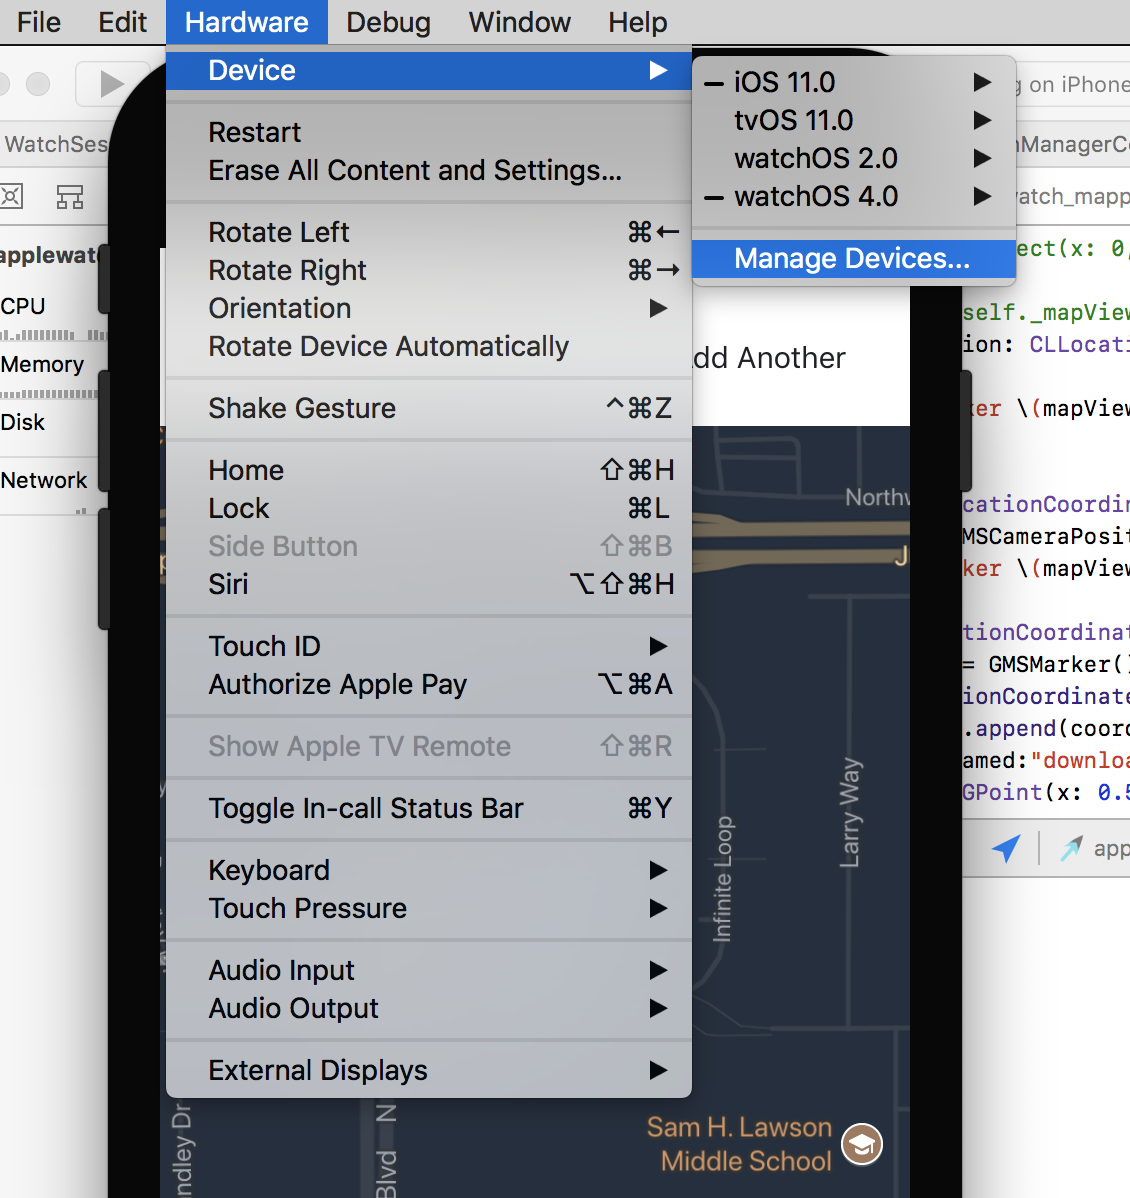 File Edit Hardware Debug Window Help
Device
iOS 11.0
tvOS 11.0
watchOS 2.0
watchOS 4.0
Manage Devices...
Restart
Erase All Content and Settings...
Rotate Left ⌘←
Rotate Right ⌘→
Orientation
Rotate Device Automatically
Shake Gesture ^⌘Z
Home ⇧⌘H
Lock ⌘L
Side Button ⇧⌘B
Siri ⌥⇧⌘H
Touch ID
Authorize Apple Pay ⌥⌘A
Show Apple TV Remote ⇧⌘R
Toggle In-call Status Bar ⌘Y
Keyboard
Touch Pressure
Audio Input
Audio Output
External Displays
WatchSes
applewat
CPU
Memory
Disk
Network
dd Another
Northw
J
Larry Way
Infinite Loop
Sam H. Lawson
Middle School
ndley Dr
Blvd N
g on iPhone
nManagerCo
atch_mapp
ect(x: 0,
self._mapView
ion: CLLocati
ker \(mapView
cationCoordin
MSCameraPosit
ker \(mapView
tionCoordinat
= GMSMarker()
ionCoordinate
.append(coord
amed:"downloa
GPoint(x: 0.5
app